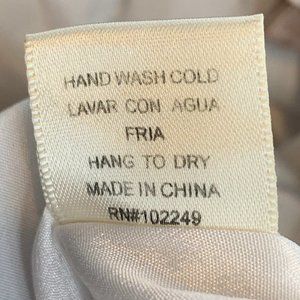 HAND WASH COLD
LAVAR CON AGUA
FRIA
HANG TO DRY
MADE IN CHINA
RN#102249